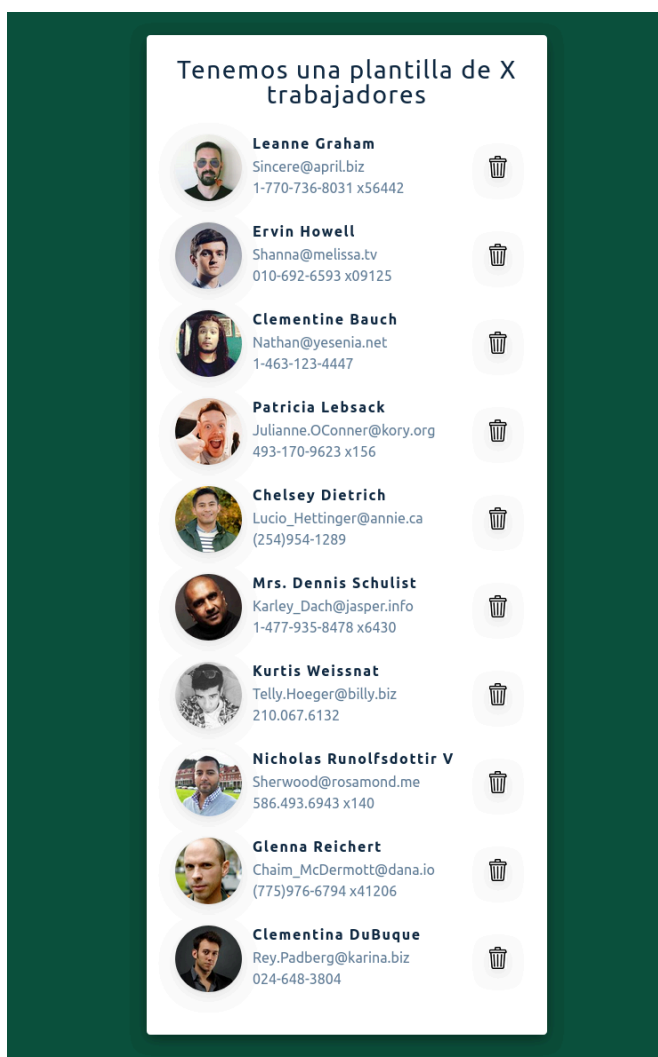 Tenemos una plantilla de X
trabajadores
Leanne Graham
Sincere@april.biz
1-770-736-8031 x56442
Ervin Howell
Shanna@melissa.tv
010-692-6593 x09125
Clementine Bauch
Nathan@yesenia.net
1-463-123-4447
Patricia Lebsack
Julianne.OConner@kory.org
493-170-9623 x156
Chelsey Dietrich
Lucio_Hettinger@annie.ca
(254)954-1289
Mrs. Dennis Schulist
Karley_Dach@jasper.info
1-477-935-8478 x6430
Kurtis Weissnat
Telly.Hoeger@billy.biz
210.067.6132
Nicholas Runolfsdottir V
Sherwood@rosamond.me
586.493.6943 x140
Glenna Reichert
Chaim_McDermott@dana.io
(775)976-6794 x41206
Clementina DuBuque
Rey.Padberg@karina.biz
024-648-3804